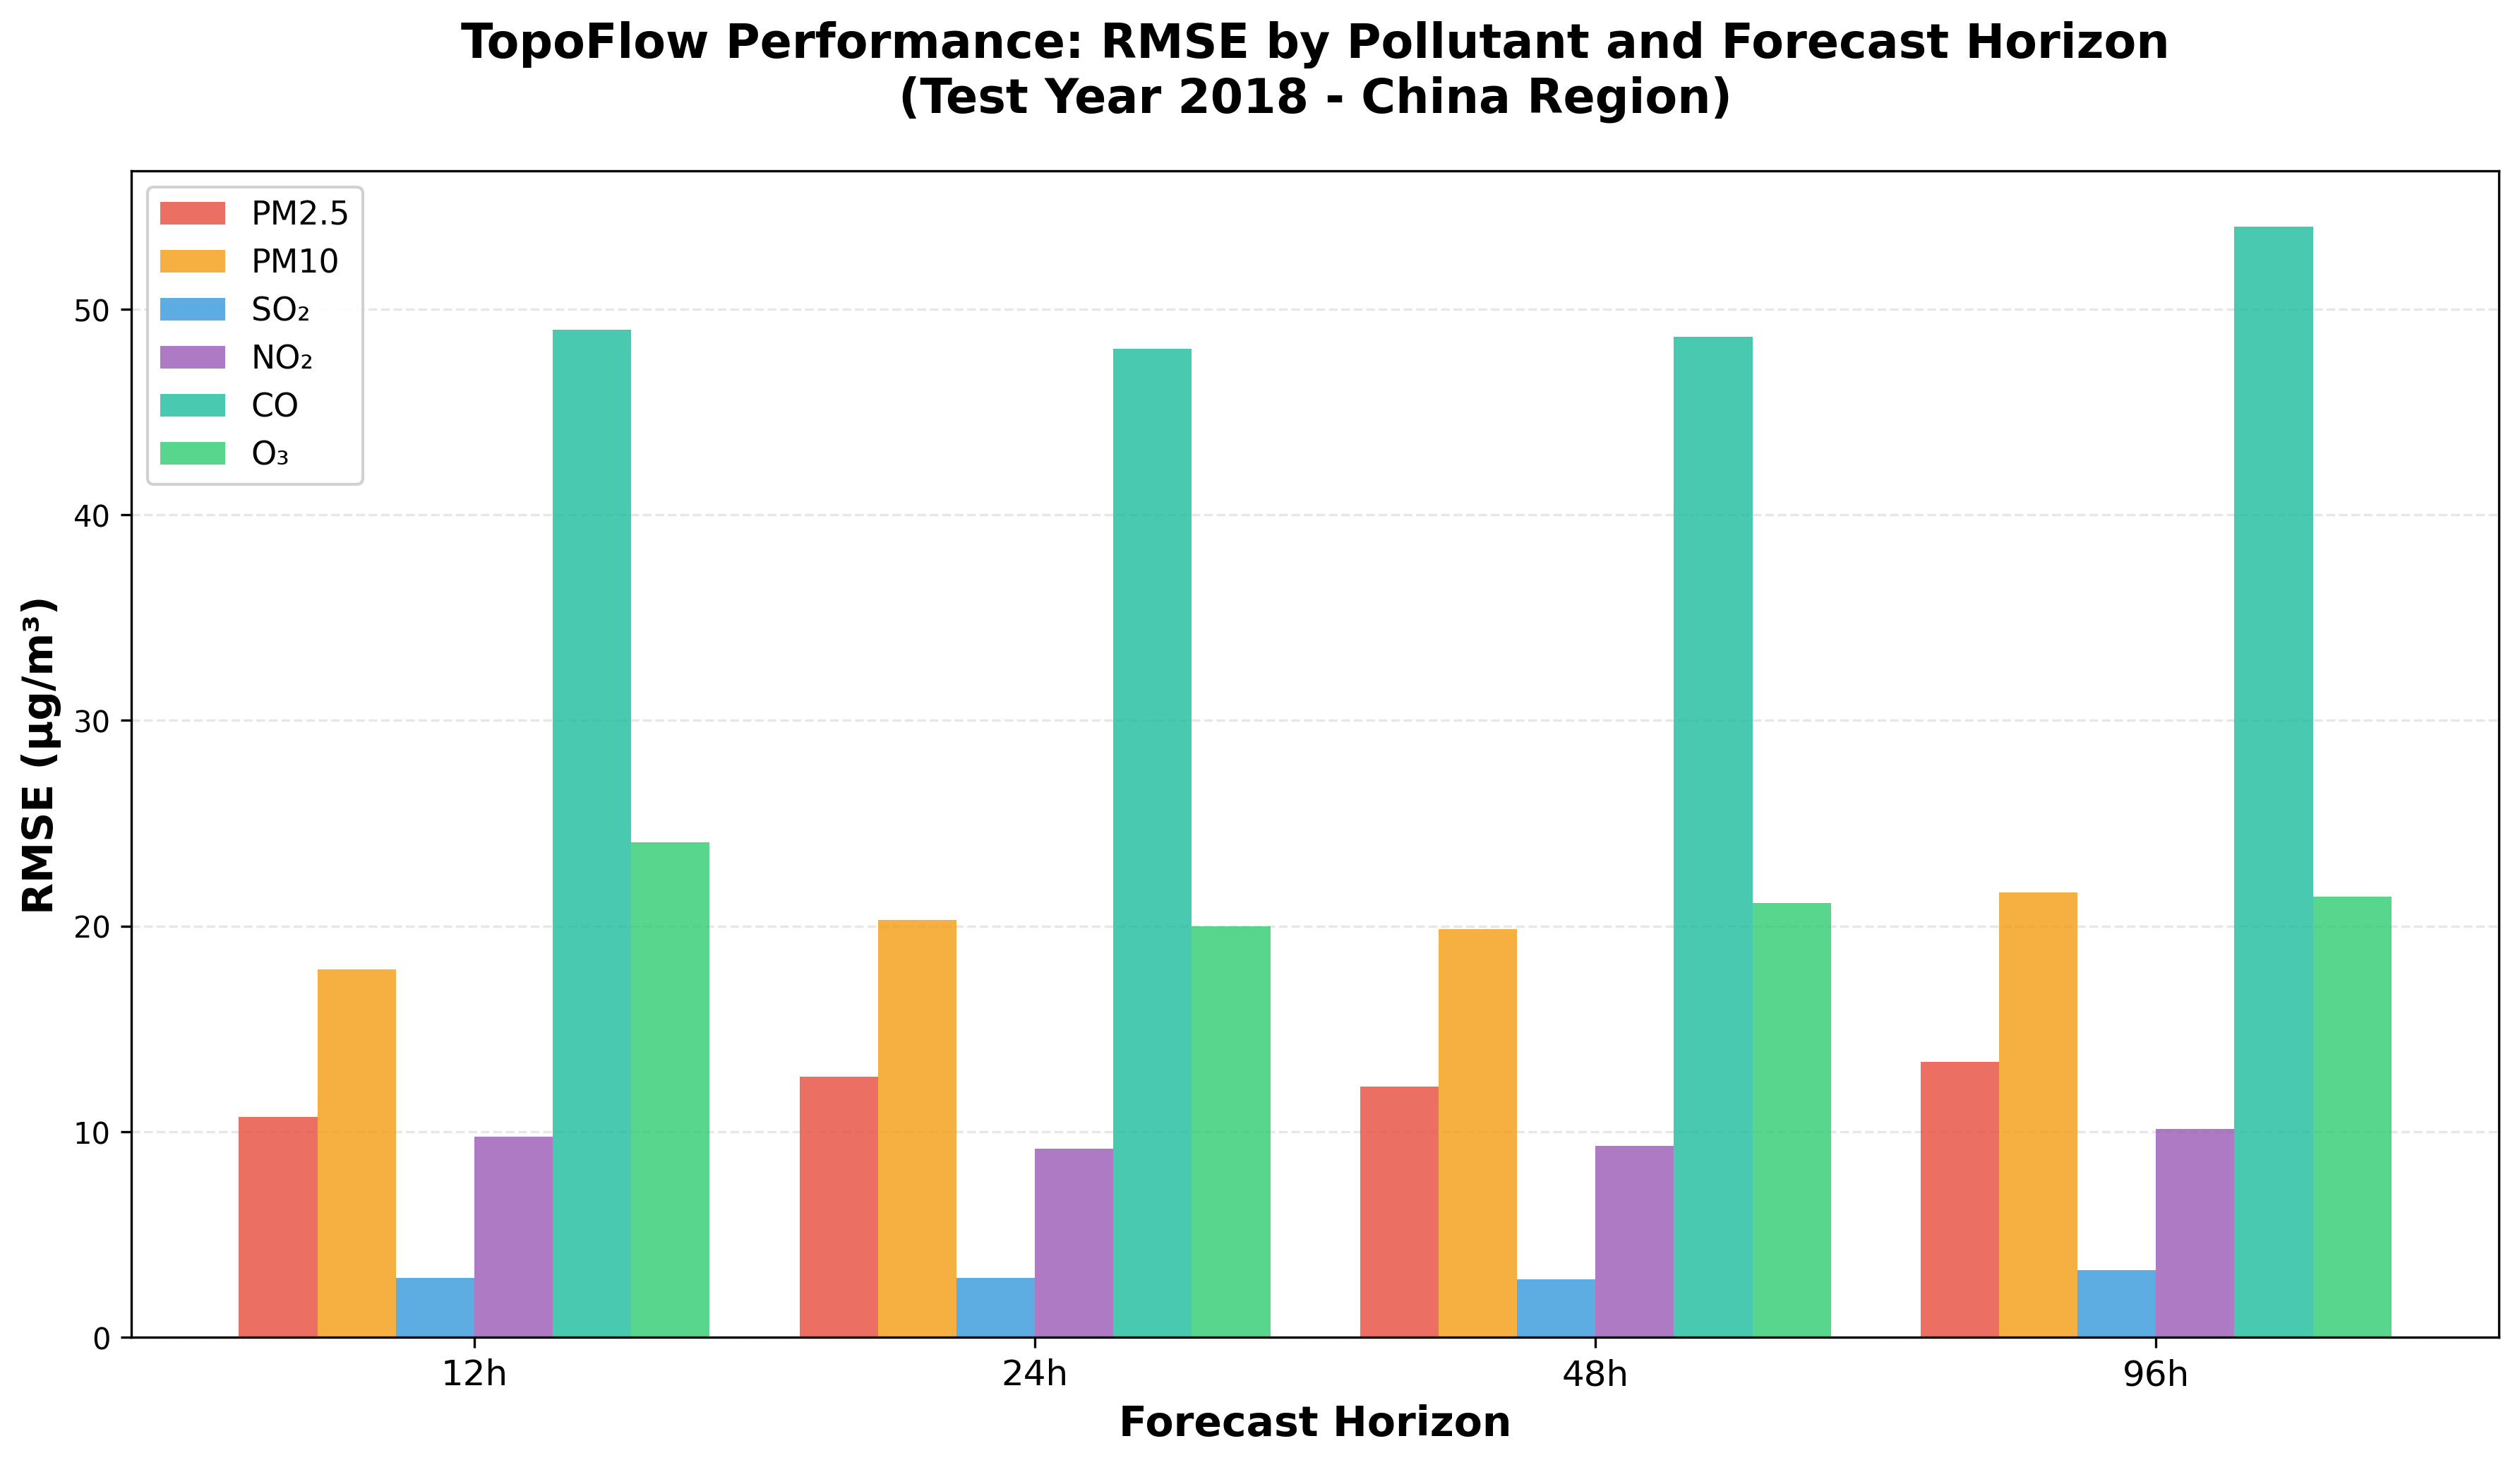 TopoFlow Performance: RMSE by Pollutant and Forecast Horizon
(Test Year 2018 - China Region)
PM2.5
PM10
SO₂
NO₂
CO
O₃
RMSE (μg/m³)
50
40
30
20
10
0
12h
24h
48h
96h
Forecast Horizon